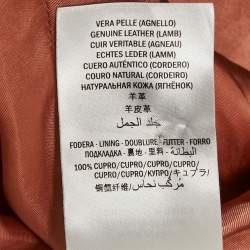 VERA PELLE (AGNELLO)
GENUINE LEATHER (LAMB)
CUIR VERITABLE (AGNEAU)
ECHTES LEDER (LAMM)
CUERO AUTÉNTICO (CORDERO)
COURO NATURAL (CORDEIRO)
НАТУРАЛЬНАЯ КОЖА (ЯГНЁНОК)
羊革
羊皮革
جلد الجمل
FODERA - LINING - DOUBLURE - FUTTER - FORRO
ПОДКЛАДКА - 裏地 - 里料 - البطانة
100% CUPRO/CUPRO/CUPRO/CUPRO/
CUPRO/CUPRO/КУПРО/キュプラ/
铜氨纤维/ مُركب نحاس